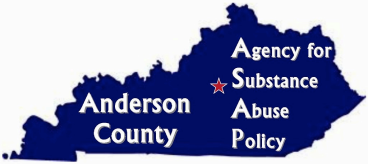 Anderson
County
Agency for
Substance
Abuse
Policy